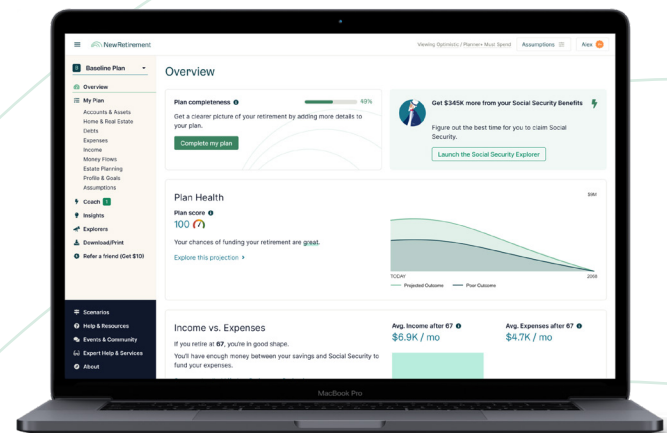 NewRetirement
Viewing Optimistic / Planner+ Must Spend
Assumptions
Alex
Baseline Plan
Overview
My Plan
Accounts & Assets
Home & Real Estate
Debts
Expenses
Income
Money Flows
Estate Planning
Profile & Goals
Assumptions
Coach 1
Insights
Explorers
Download/Print
Refer a friend (Get $10)
Scenarios
Help & Resources
Events & Community
Expert Help & Services
About
Overview
Plan completeness
49%
Get a clearer picture of your retirement by adding more details to
your plan.
Complete my plan
Get $345K more from your Social Security Benefits
Figure out the best time for you to claim Social
Security.
Launch the Social Security Explorer
Plan Health
Plan score
100
Your chances of funding your retirement are great.
Explore this projection
TODAY
Projected Outcome
Poor Outcome
Income vs. Expenses
If you retire at 67, you're in good shape.
You'll have enough money between your savings and Social Security to
fund your expenses.
Avg. Income after 67
$6.9K / mo
Avg. Expenses after 67
$4.7K / mo
MacBook Pro